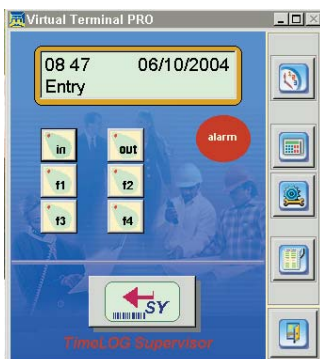 Virtual Terminal PRO
08 47 06/10/2004
Entry
in out alarm
f1 f2
f3 f4
SY
TimeLOG Supervisor